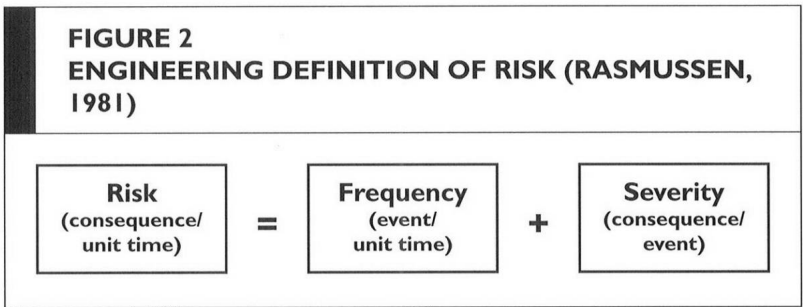 FIGURE 2
ENGINEERING DEFINITION OF RISK (RASMUSSEN,
1981)
Risk
(consequence/
unit time)
=
Frequency
(event/
unit time)
+
Severity
(consequence/
event)